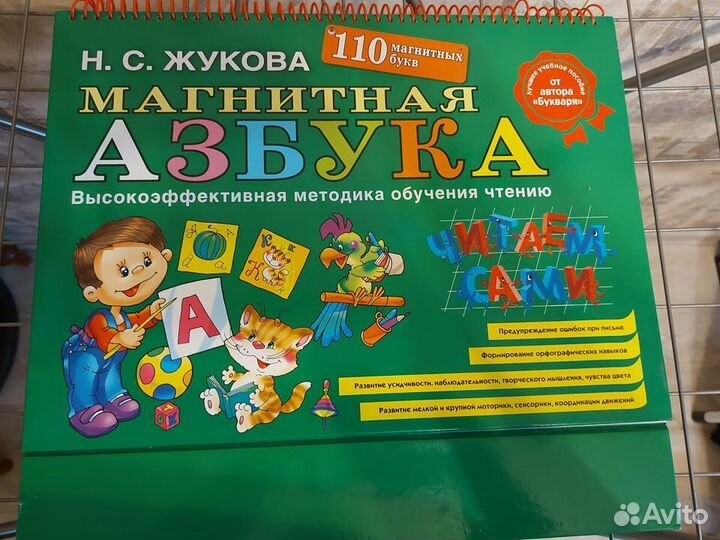 Н. С. ЖУКОВА
110 магнитных
букв
Лучшее учебное пособие
от
автора
«Букваря»
МАГНИТНАЯ
АЗБУКА
Высокоэффективная методика обучения чтению
А а
а
К к
К
А
ЧИТАЕМ
САМИ
Предупреждение ошибок при письме
Формирование орфографических навыков
Развитие усидчивости, наблюдательности, творческого мышления, чувства цвета
Развитие мелкой и крупной моторики, сенсорики, координации движений
Avito